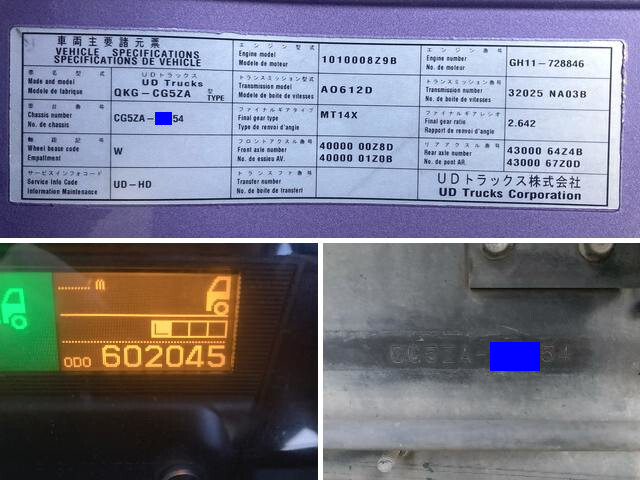 車両主要諸元票
VEHICLE SPECIFICATIONS
SPECIFICATIONS DE VEHICLE
車名型式
Made and model
Modele de fabrique
UDトラックス
UD Trucks
QKG-CG5ZA 型 TYPE
車台番号
Chassis number
No. de chassis
CG5ZA- 54
軸距記号
Wheel base code
Empattment
W
サービスインフォコード
Service Info Code
Information Maintenance
UD-HD
エンジン型式
Engine model
Modele de moteur
1010008Z9B
トランスミッション型式
Transmission model
Modele de boite de vitesses
AO612D
ファイナルギアタイプ
Final gear type
Type de renvoi d'angle
MT14X
フロントアクスル番号
Front axle number
No. de essieu AV.
40000 00Z8D
40000 01Z0B
トランスファ番号
Transfer number
No. de boite de transfert
エンジン番号
Engine number
No. de moteur
GH11-728846
トランスミッション番号
Transmission number
No. de boite de vitesses
32025 NA03B
ファイナルギアレシオ
Final gear ratio
Rapport de renvoi d'angle
2.642
リヤアクスル番号
Rear axle number
No. de pont AR.
43000 64Z4B
43000 67Z0D
UDトラックス株式会社
UD Trucks Corporation
m
L
ODO 602045
CG5ZA- 54